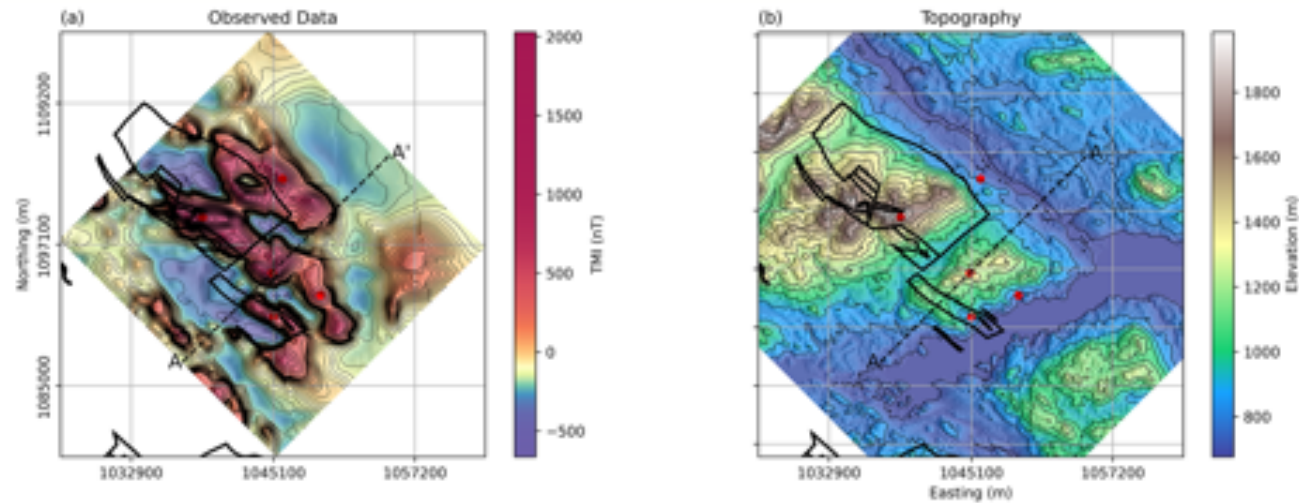 (a) Observed Data
(b) Topography
2000
1500
1000
500
0
−500
TMI (nT)
1109200
1097100
1085000
Northing (m)
A'
A
1032900 1045100 1057200
A
A
1800
1600
1400
1200
1000
800
Elevation (m)
1032900 1045100 1057200
Easting (m)